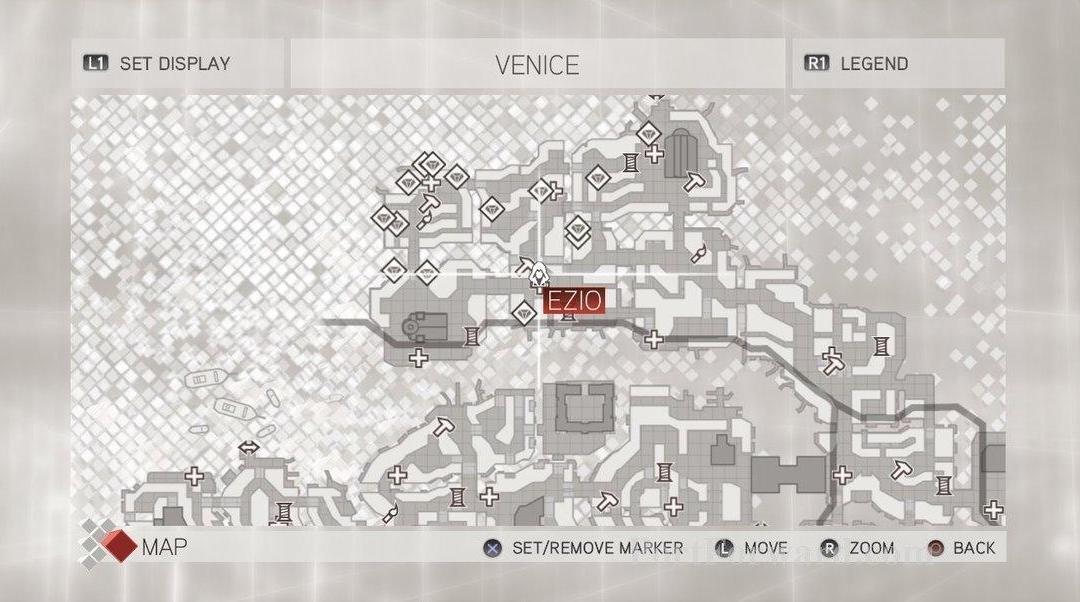 L1 SET DISPLAY
VENICE
R1 LEGEND
EZIO
MAP
SET/REMOVE MARKER
L MOVE
R ZOOM
BACK